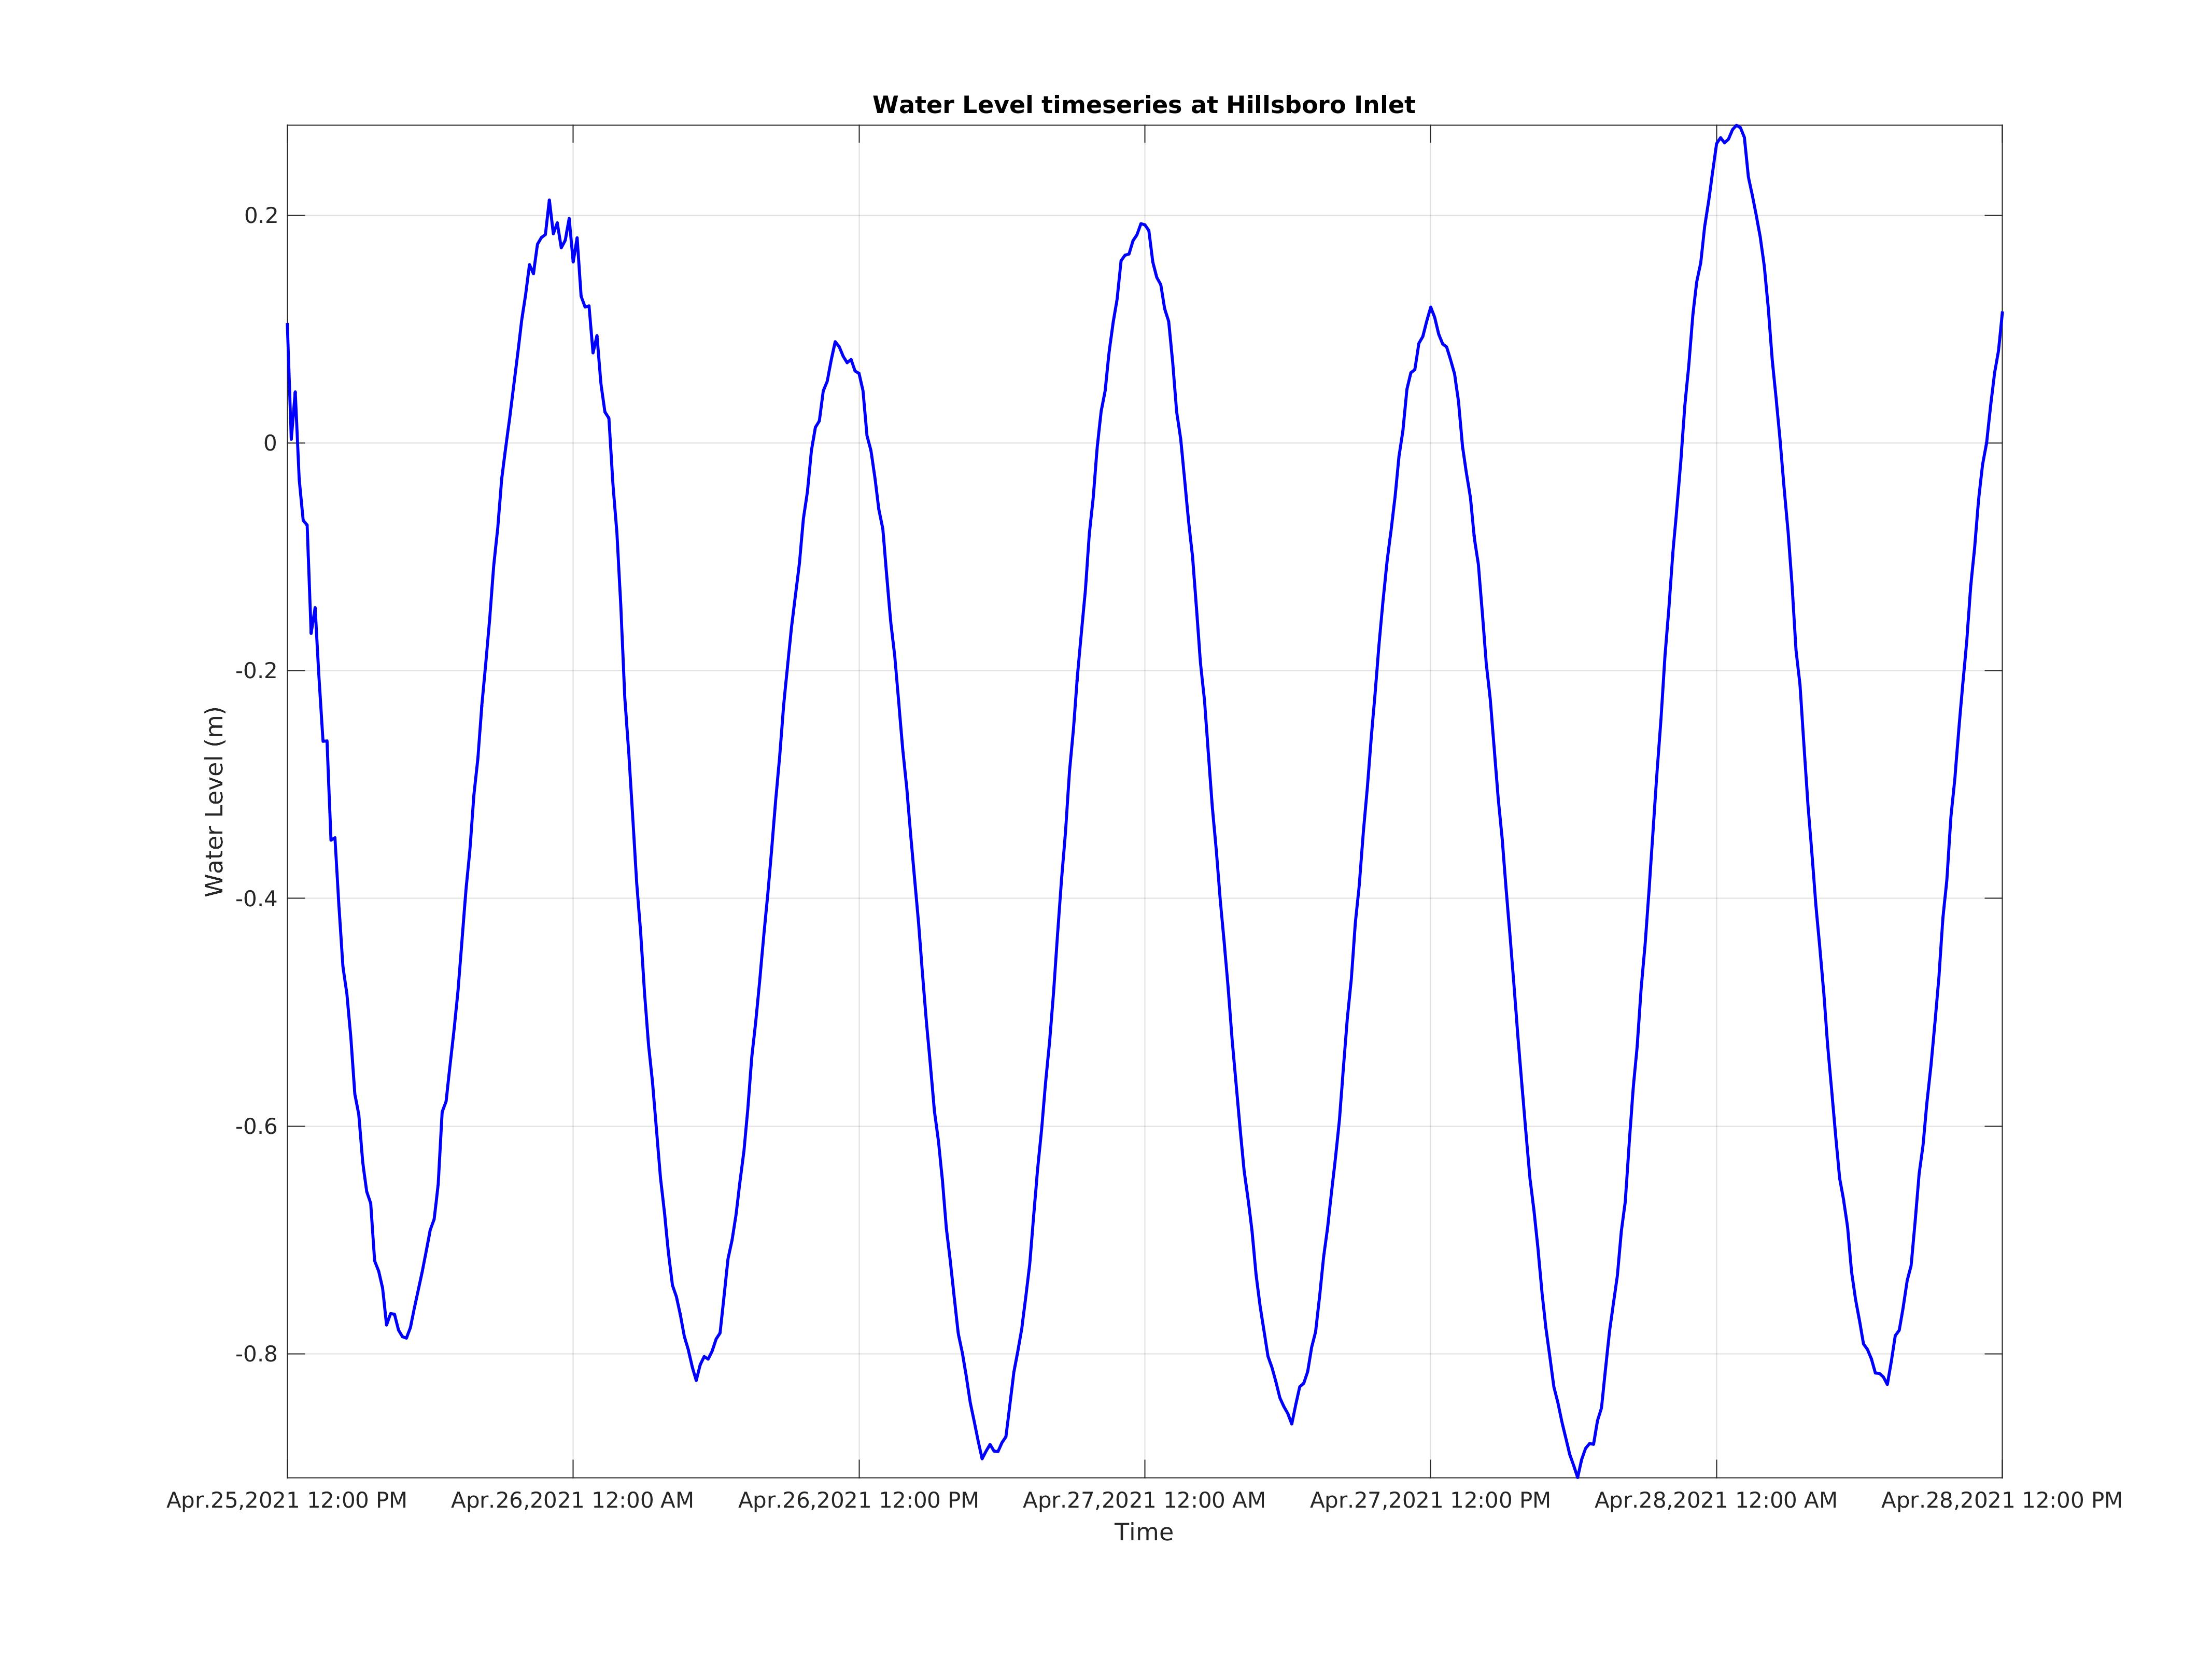 Water Level timeseries at Hillsboro Inlet
0.2
0
-0.2
-0.4
-0.6
-0.8
Water Level (m)
Apr.25,2021 12:00 PM
Apr.26,2021 12:00 AM
Apr.26,2021 12:00 PM
Apr.27,2021 12:00 AM
Apr.27,2021 12:00 PM
Apr.28,2021 12:00 AM
Apr.28,2021 12:00 PM
Time